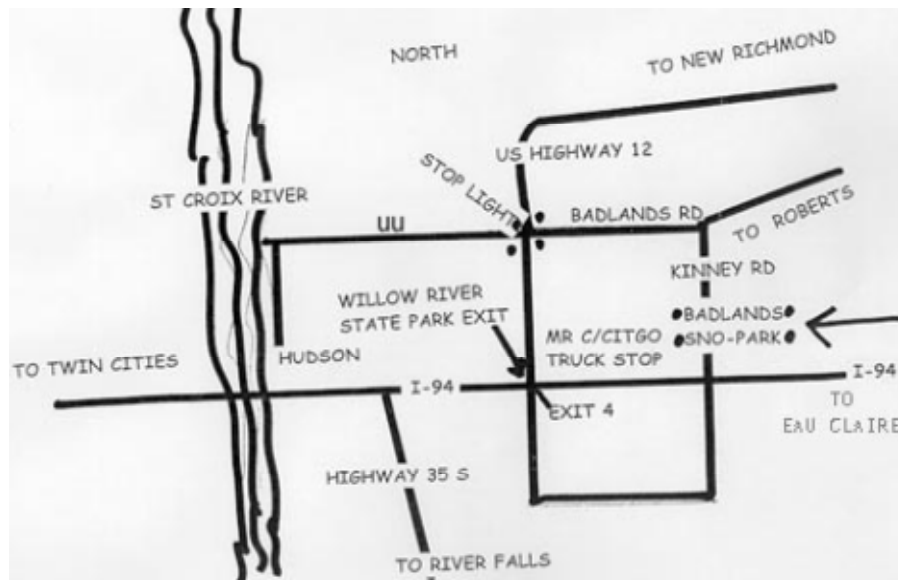 NORTH
TO NEW RICHMOND
US HIGHWAY 12
STOP LIGHT
ST CROIX RIVER
UU
BADLANDS RD
TO ROBERTS
KINNEY RD
WILLOW RIVER
STATE PARK EXIT
BADLANDS
SNO-PARK
MR C/CITGO
TRUCK STOP
HUDSON
TO TWIN CITIES
I-94
I-94
EXIT 4
TO
EAU CLAIRE
HIGHWAY 35 S
TO RIVER FALLS